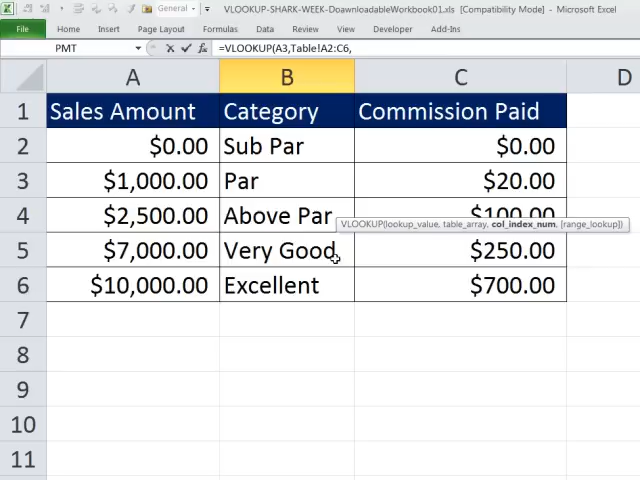 VLOOKUP-SHARK-WEEK-DoawnloadableWorkbook01.xls [Compatibility Mode] - Microsoft Excel
General
File Home Insert Page Layout Formulas Data Review View Developer Add-Ins
PMT fx =VLOOKUP(A3,Table!A2:C6,
A B C D
1 Sales Amount Category Commission Paid
2 $0.00 Sub Par $0.00
3 $1,000.00 Par $20.00
4 $2,500.00 Above Par $100.00
VLOOKUP(lookup_value, table_array, col_index_num, [range_lookup])
5 $7,000.00 Very Good $250.00
6 $10,000.00 Excellent $700.00
7
8
9
10
11